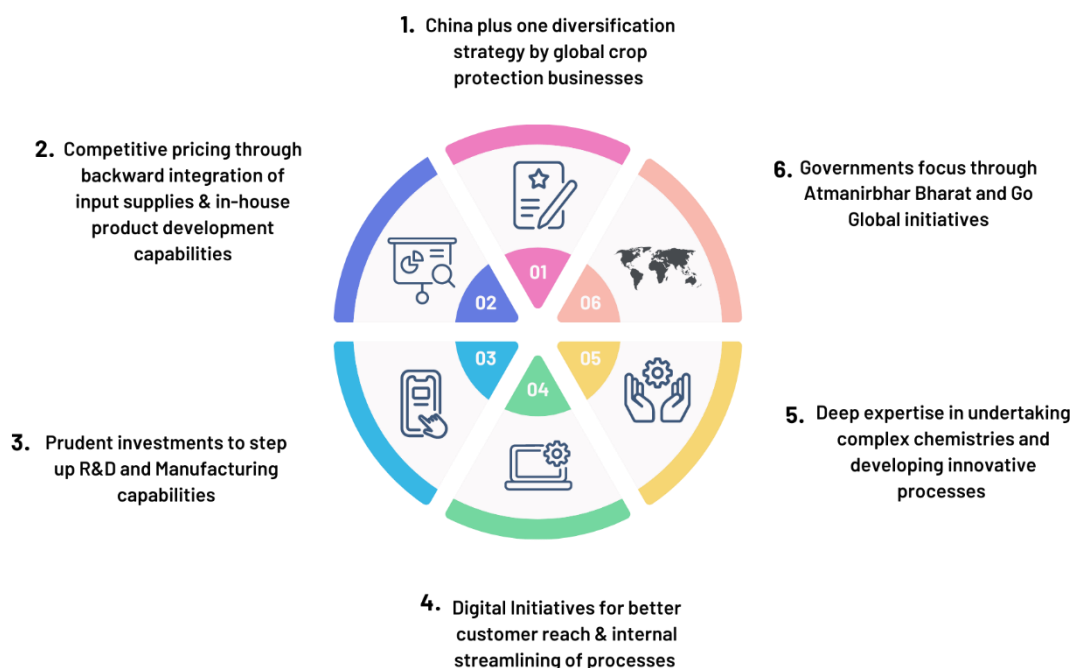 1. China plus one diversification
strategy by global crop
protection businesses
2. Competitive pricing through
backward integration of
input supplies & in-house
product development
capabilities
6. Governments focus through
Atmanirbhar Bharat and Go
Global initiatives
01
02
06
03
05
04
3. Prudent investments to step
up R&D and Manufacturing
capabilities
5. Deep expertise in undertaking
complex chemistries and
developing innovative
processes
4. Digital Initiatives for better
customer reach & internal
streamlining of processes